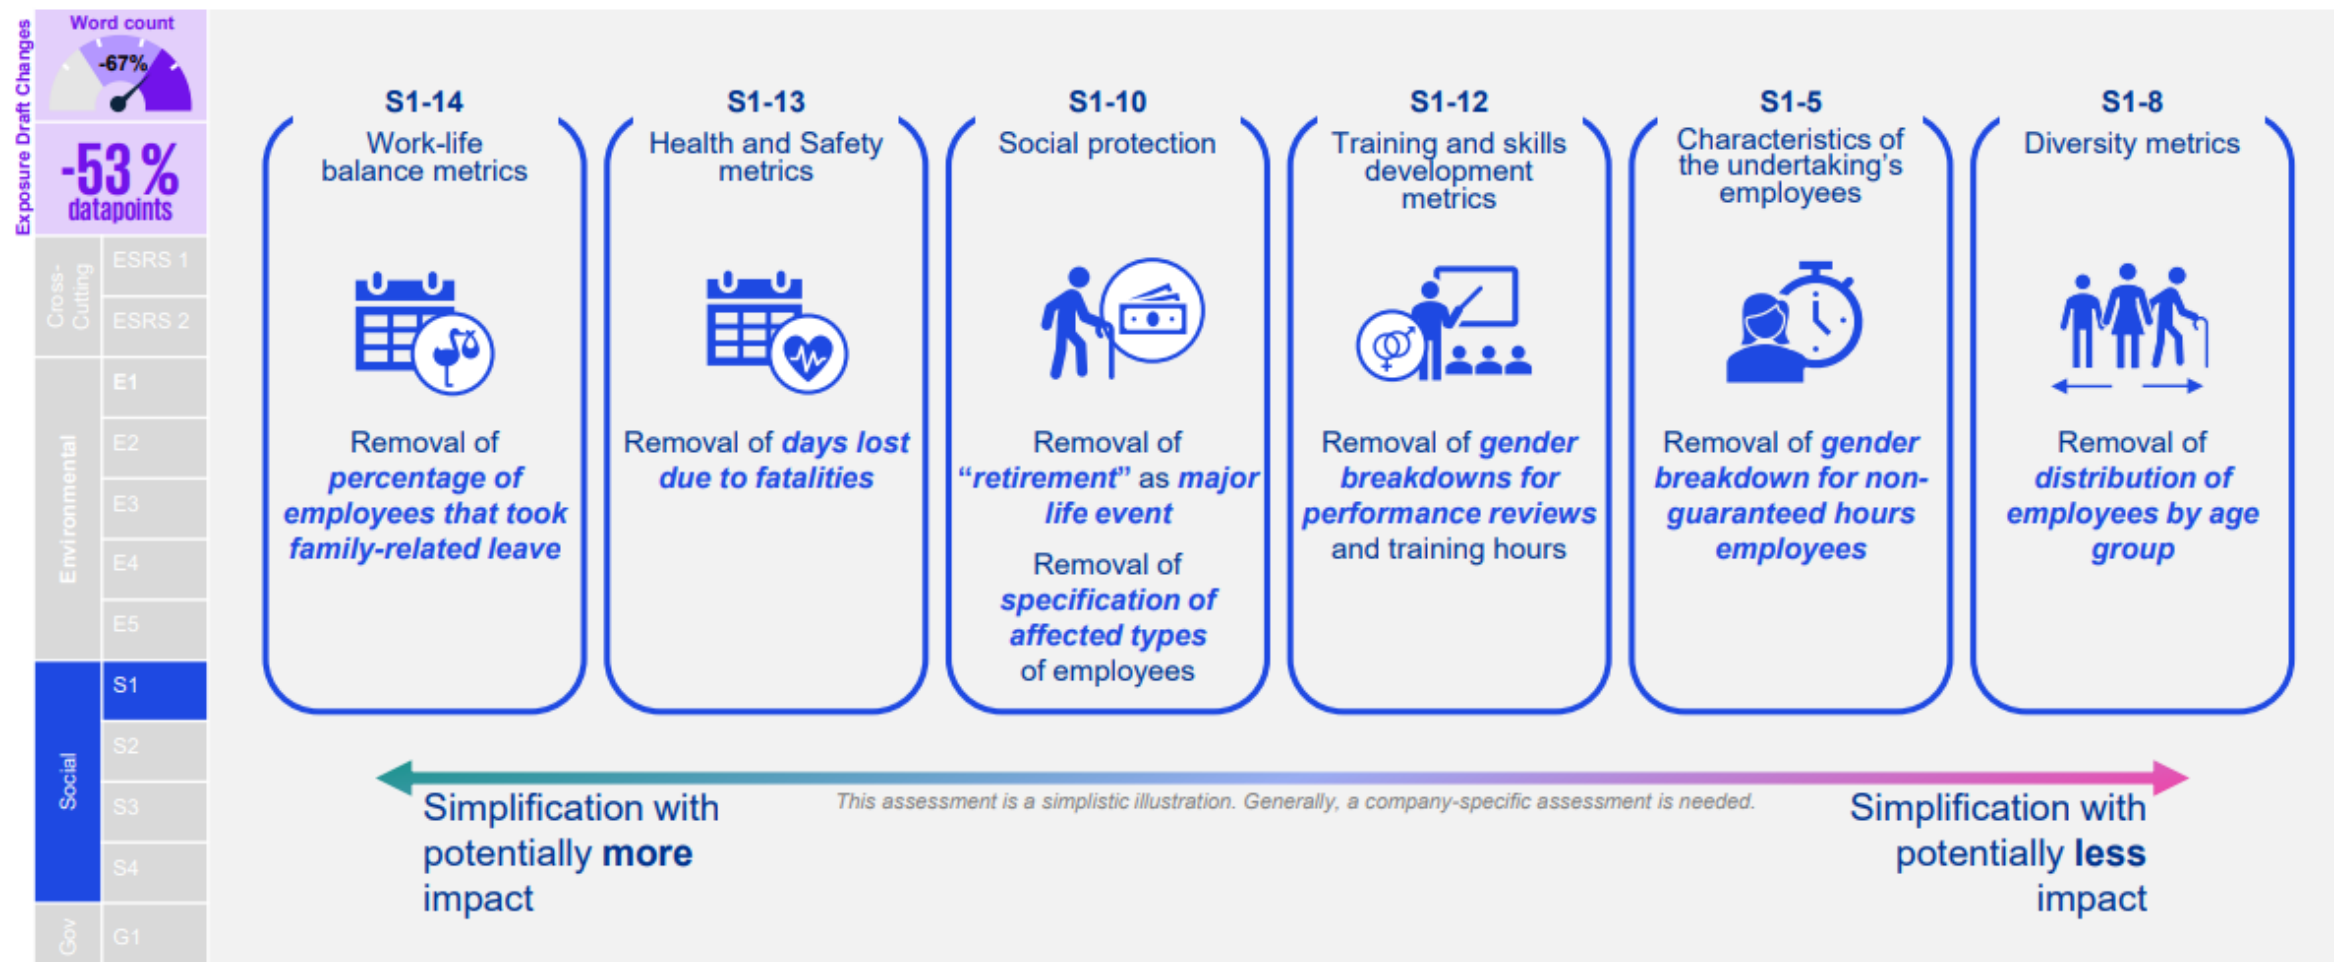 Exposure Draft Changes
Word count
-67%
-53 %
datapoints
Cross-
Cutting
ESRS 1
ESRS 2
Environmental
E1
E2
E3
E4
E5
Social
S1
S2
S3
S4
Gov
G1
S1-14
Work-life
balance metrics
Removal of
percentage of
employees that took
family-related leave
S1-13
Health and Safety
metrics
Removal of days lost
due to fatalities
S1-10
Social protection
Removal of
“retirement” as major
life event
Removal of
specification of
affected types
of employees
S1-12
Training and skills
development
metrics
Removal of gender
breakdowns for
performance reviews
and training hours
S1-5
Characteristics of
the undertaking’s
employees
Removal of gender
breakdown for non-
guaranteed hours
employees
S1-8
Diversity metrics
Removal of
distribution of
employees by age
group
Simplification with
potentially more
impact
This assessment is a simplistic illustration. Generally, a company-specific assessment is needed.
Simplification with
potentially less
impact